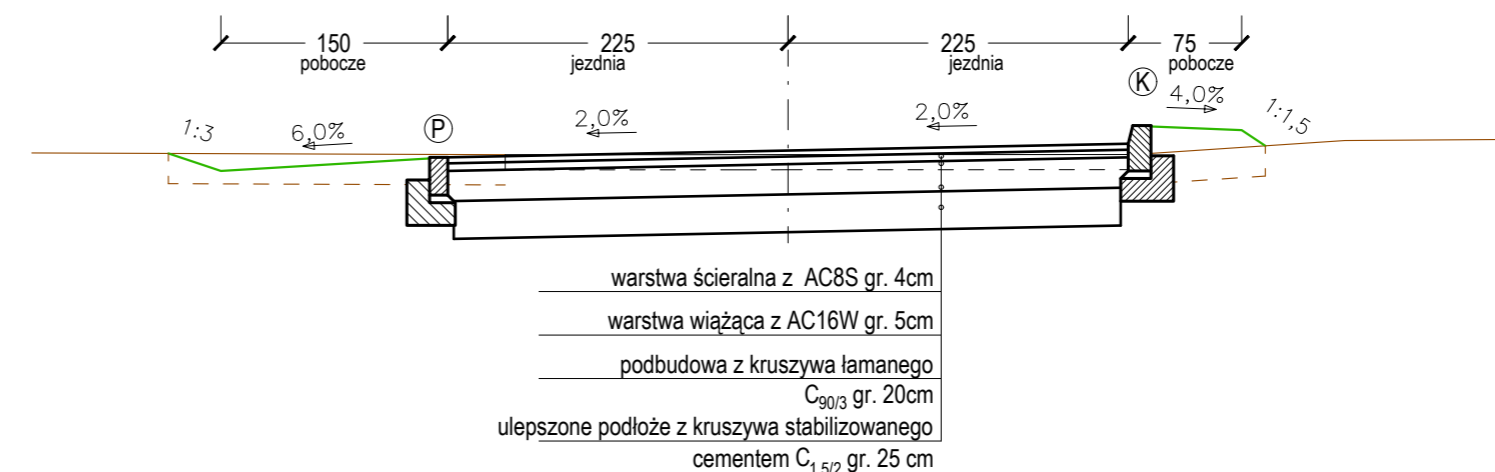 150 225 225 75
pobocze jezdnia jezdnia pobocze
P K
1:3 6,0% 2,0% 2,0% 4,0% 1:1,5
warstwa ścieralna z AC8S gr. 4cm
warstwa wiążąca z AC16W gr. 5cm
podbudowa z kruszywa łamanego
C90/3 gr. 20cm
ulepszone podłoże z kruszywa stabilizowanego
cementem C1,5/2 gr. 25 cm